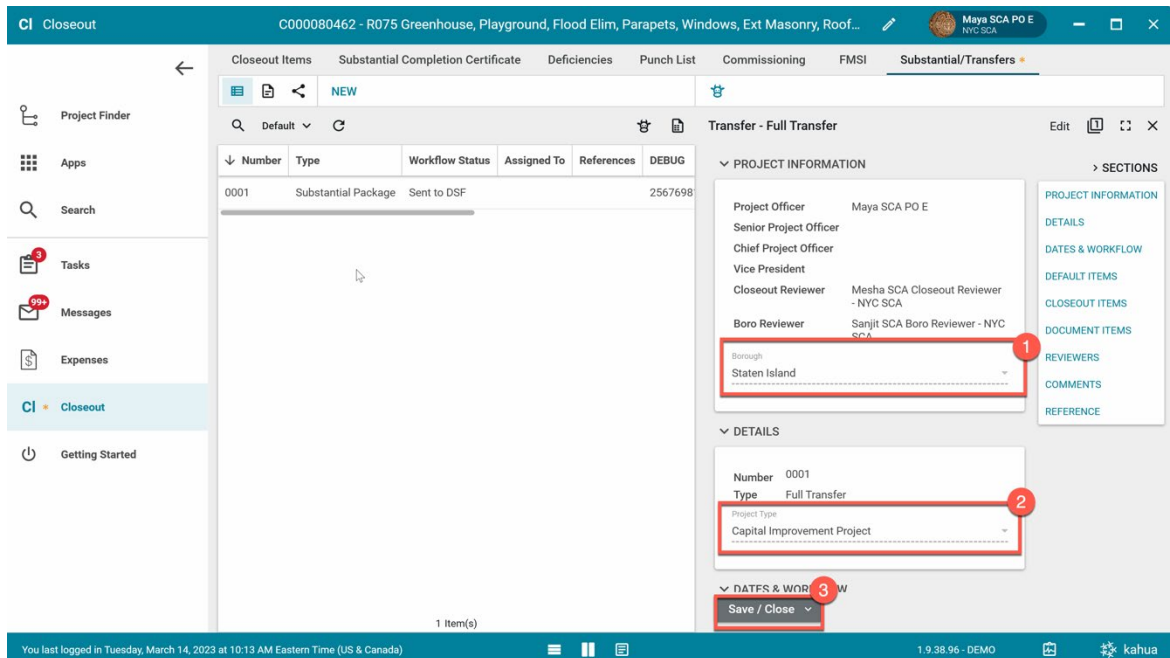 Cl Closeout
C000080462 - R075 Greenhouse, Playground, Flood Elim, Parapets, Windows, Ext Masonry, Roof...
Maya SCA PO E
NYC SCA
Project Finder
Apps
Search
3
Tasks
99+
Messages
Expenses
Cl Closeout
Getting Started
Closeout Items Substantial Completion Certificate Deficiencies Punch List Commissioning FMSI Substantial/Transfers
NEW
Default
Number Type Workflow Status Assigned To References DEBUG
0001 Substantial Package Sent to DSF 2567698
1 Item(s)
Transfer - Full Transfer
Edit
PROJECT INFORMATION
Project Officer Maya SCA PO E
Senior Project Officer
Chief Project Officer
Vice President
Closeout Reviewer Mesha SCA Closeout Reviewer
- NYC SCA
Boro Reviewer Sanjit SCA Boro Reviewer - NYC
SCA
1
Borough
Staten Island
DETAILS
Number 0001
Type Full Transfer
2
Project Type
Capital Improvement Project
DATES & WORKFLOW
3
Save / Close
> SECTIONS
PROJECT INFORMATION
DETAILS
DATES & WORKFLOW
DEFAULT ITEMS
CLOSEOUT ITEMS
DOCUMENT ITEMS
REVIEWERS
COMMENTS
REFERENCE
You last logged in Tuesday, March 14, 2023 at 10:13 AM Eastern Time (US & Canada)
1.9.38.96 - DEMO
kahua